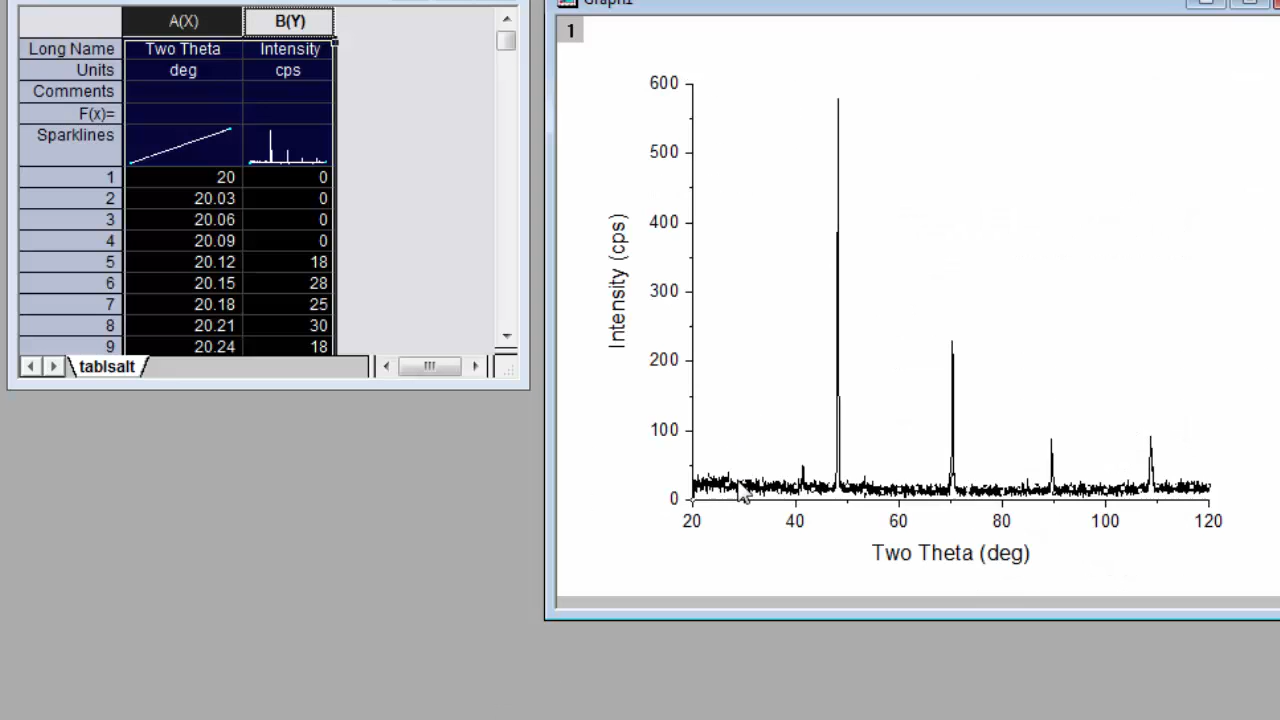 A(X) B(Y)
Long Name Two Theta Intensity
Units deg cps
Comments
F(x)=
Sparklines
1 20 0
2 20.03 0
3 20.06 0
4 20.09 0
5 20.12 18
6 20.15 28
7 20.18 25
8 20.21 30
9 20.24 18
tablsalt
Graph1
1
600
500
400
300
200
100
0
Intensity (cps)
20 40 60 80 100 120
Two Theta (deg)